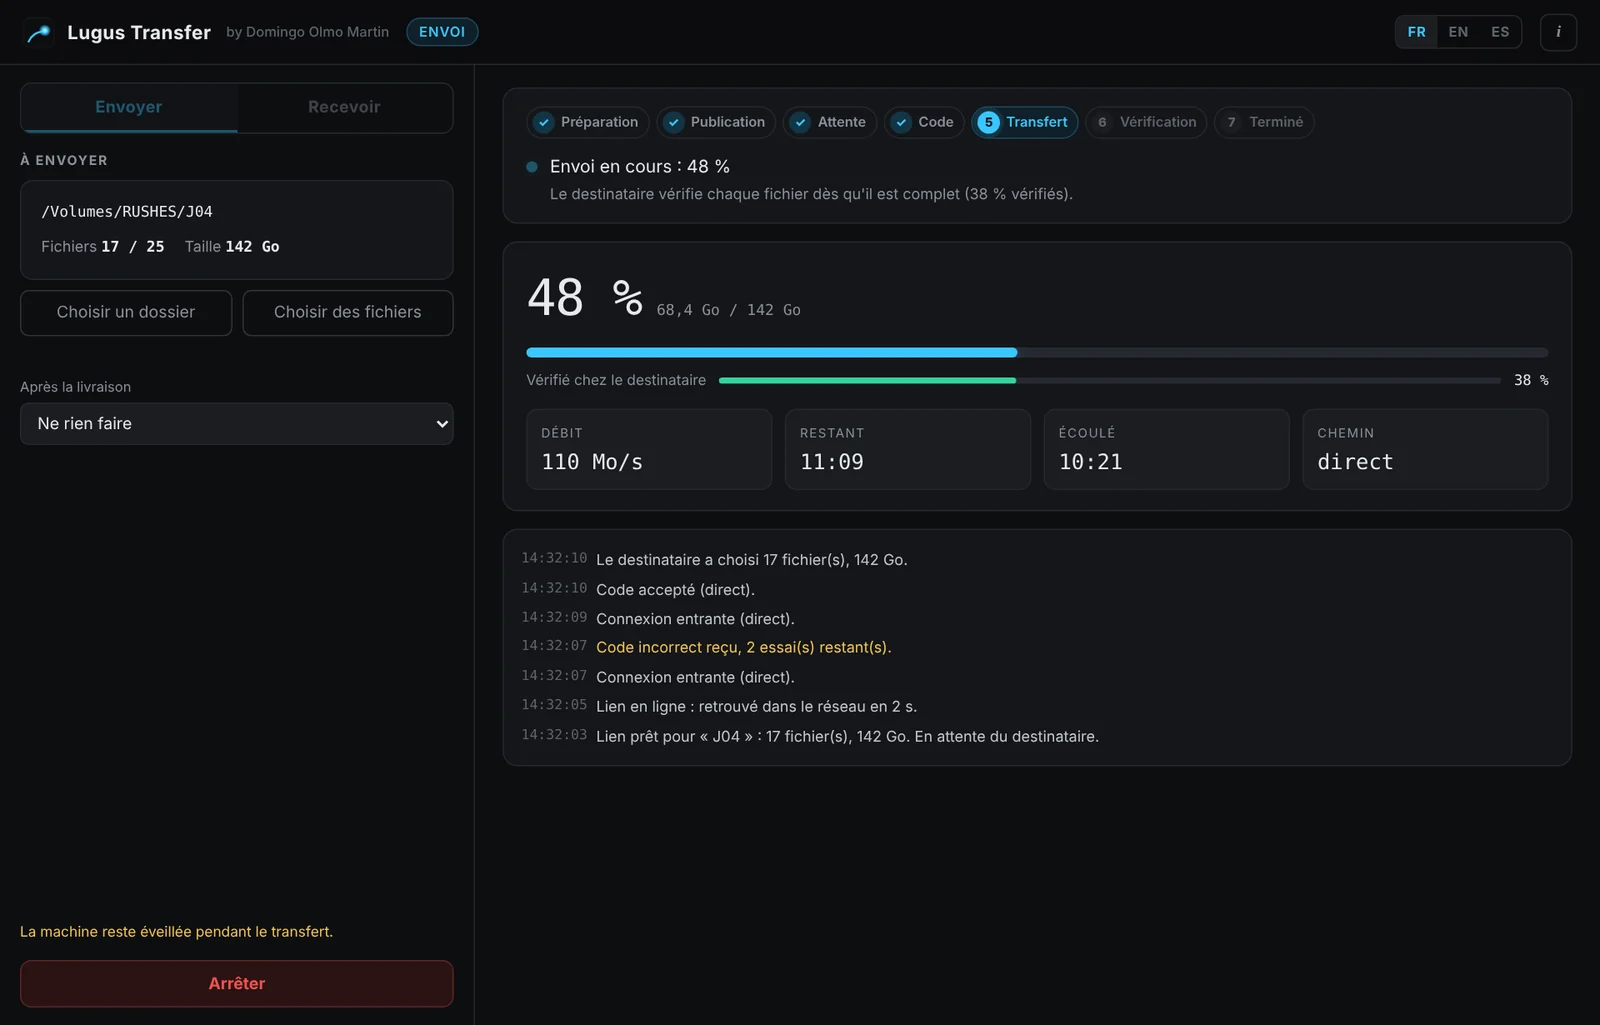 Lugus Transfer by Domingo Olmo Martin ENVOI
FR EN ES i
Envoyer Recevoir
À ENVOYER
/Volumes/RUSHES/J04
Fichiers 17 / 25 Taille 142 Go
Choisir un dossier Choisir des fichiers
Après la livraison
Ne rien faire
La machine reste éveillée pendant le transfert.
Arrêter
Préparation Publication Attente Code 5 Transfert 6 Vérification 7 Terminé
Envoi en cours : 48 %
Le destinataire vérifie chaque fichier dès qu'il est complet (38 % vérifiés).
48 % 68,4 Go / 142 Go
Vérifié chez le destinataire 38 %
DÉBIT RESTANT ÉCOULÉ CHEMIN
110 Mo/s 11:09 10:21 direct
14:32:10 Le destinataire a choisi 17 fichier(s), 142 Go.
14:32:10 Code accepté (direct).
14:32:09 Connexion entrante (direct).
14:32:07 Code incorrect reçu, 2 essai(s) restant(s).
14:32:07 Connexion entrante (direct).
14:32:05 Lien en ligne : retrouvé dans le réseau en 2 s.
14:32:03 Lien prêt pour « J04 » : 17 fichier(s), 142 Go. En attente du destinataire.